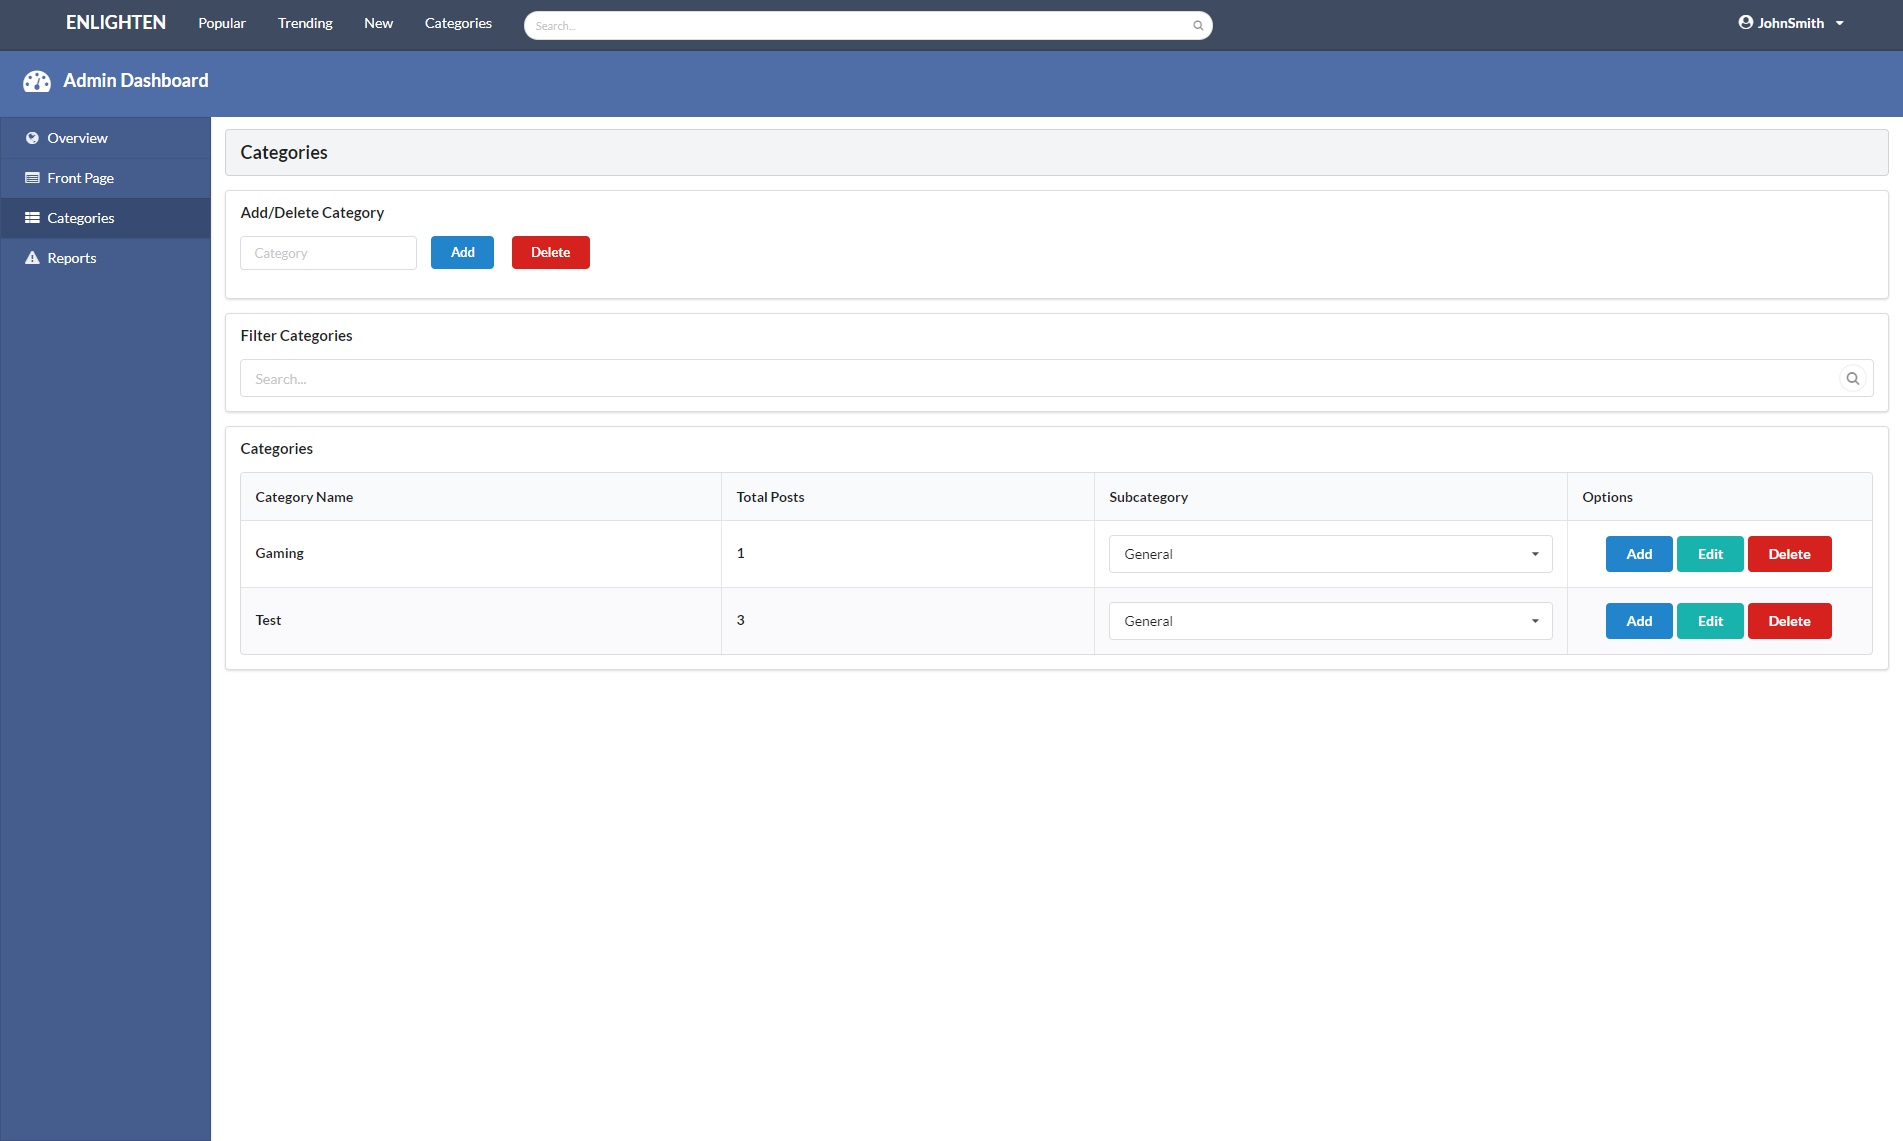 ENLIGHTEN Popular Trending New Categories Search... JohnSmith
Admin Dashboard
Overview
Front Page
Categories
Reports
Categories
Add/Delete Category
Category Add Delete
Filter Categories
Search...
Categories
Category Name Total Posts Subcategory Options
Gaming 1 General Add Edit Delete
Test 3 General Add Edit Delete